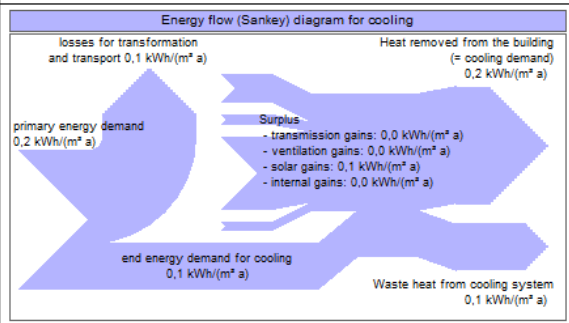 Energy flow (Sankey) diagram for cooling
losses for transformation
and transport 0,1 kWh/(m² a)
Heat removed from the building
(= cooling demand)
0,2 kWh/(m² a)
primary energy demand
0,2 kWh/(m² a)
Surplus
- transmission gains: 0,0 kWh/(m² a)
- ventilation gains: 0,0 kWh/(m² a)
- solar gains: 0,1 kWh/(m² a)
- internal gains: 0,0 kWh/(m² a)
end energy demand for cooling
0,1 kWh/(m² a)
Waste heat from cooling system
0,1 kWh/(m² a)